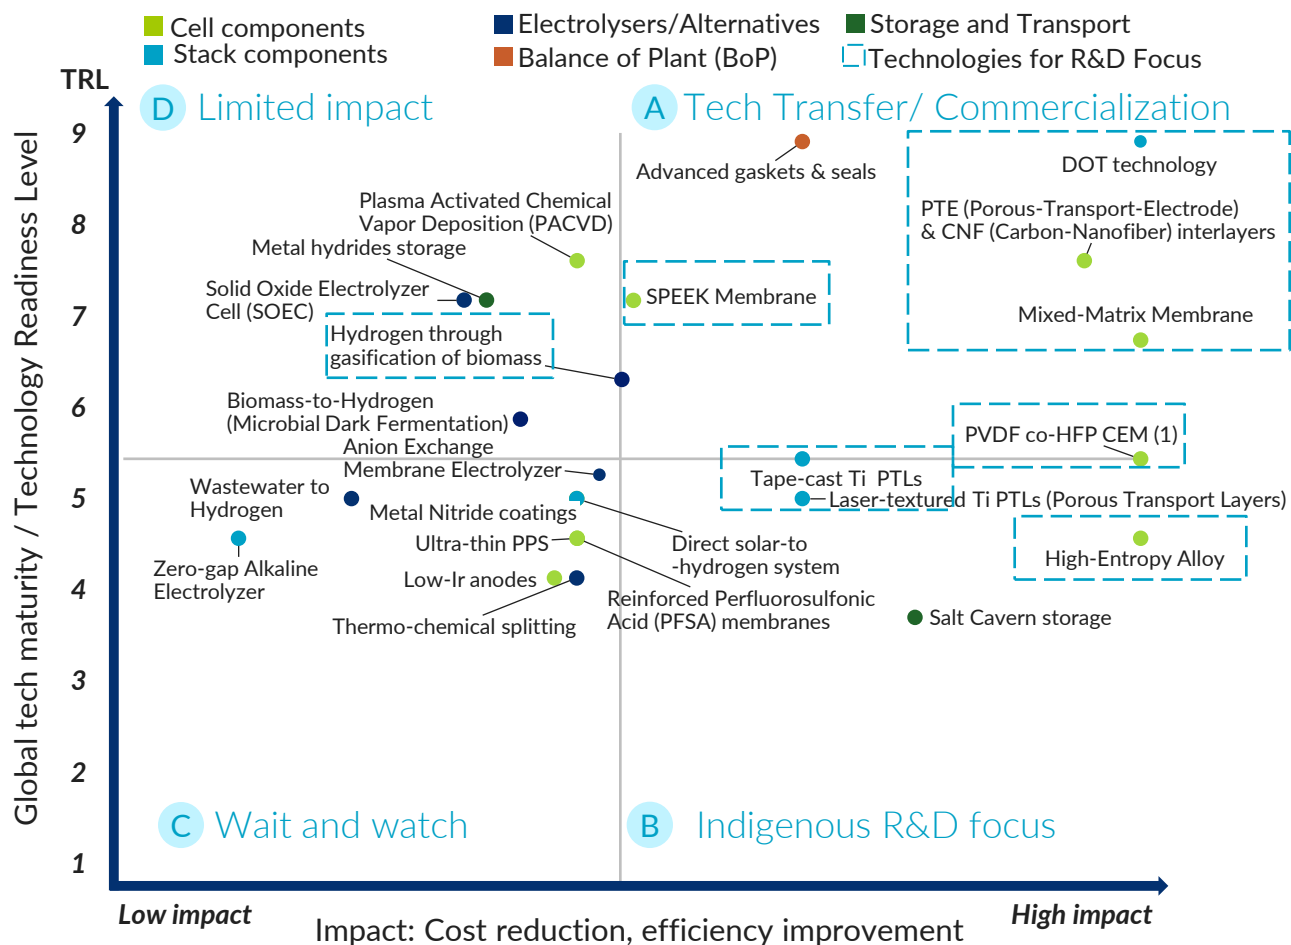 Cell components
Stack components
Electrolysers/Alternatives
Balance of Plant (BoP)
Storage and Transport
Technologies for R&D Focus
TRL
D Limited impact
A Tech Transfer/ Commercialization
9
8
7
6
5
4
3
2
1
Global tech maturity / Technology Readiness Level
Advanced gaskets & seals
DOT technology
Plasma Activated Chemical
Vapor Deposition (PACVD)
PTE (Porous-Transport-Electrode)
& CNF (Carbon-Nanofiber) interlayers
Metal hydrides storage
Solid Oxide Electrolyzer
Cell (SOEC)
SPEEK Membrane
Mixed-Matrix Membrane
Hydrogen through
gasification of biomass
Biomass-to-Hydrogen
(Microbial Dark Fermentation)
Anion Exchange
Membrane Electrolyzer
PVDF co-HFP CEM (1)
Tape-cast Ti PTLs
Laser-textured Ti PTLs (Porous Transport Layers)
Wastewater to
Hydrogen
Metal Nitride coatings
Ultra-thin PPS
Direct solar-to
-hydrogen system
High-Entropy Alloy
Zero-gap Alkaline
Electrolyzer
Low-Ir anodes
Reinforced Perfluorosulfonic
Acid (PFSA) membranes
Thermo-chemical splitting
Salt Cavern storage
C Wait and watch
B Indigenous R&D focus
Low impact
High impact
Impact: Cost reduction, efficiency improvement